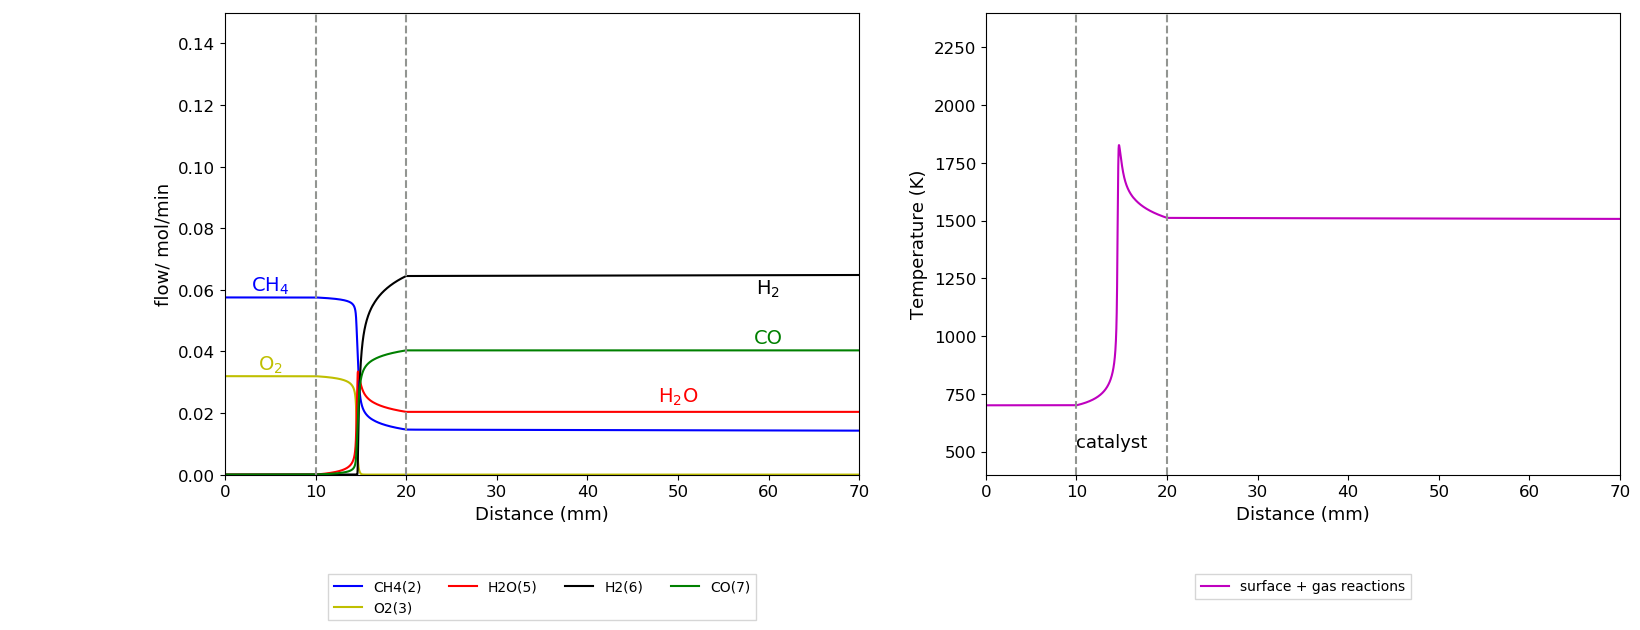 0.14
0.12
0.10
0.08
0.06
0.04
0.02
0.00
flow/ mol/min
CH₄
O₂
H₂
CO
H₂O
0 10 20 30 40 50 60 70
Distance (mm)
CH4(2) H2O(5) H2(6) CO(7)
O2(3)
2250
2000
1750
1500
1250
1000
750
500
Temperature (K)
catalyst
0 10 20 30 40 50 60 70
Distance (mm)
surface + gas reactions